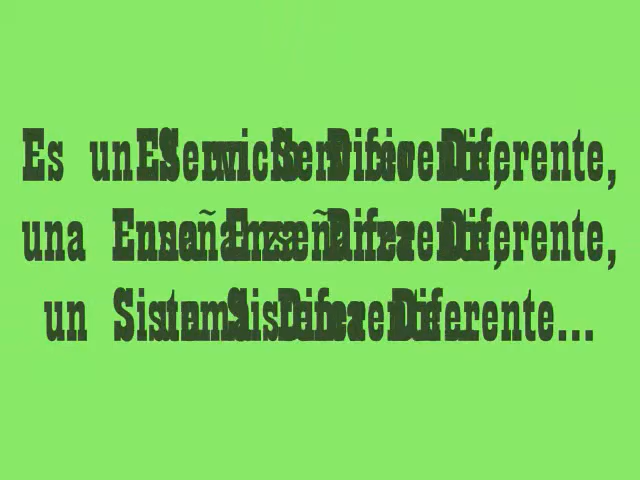 Es un Servicio Diferente,
una Enseñanza Diferente,
un Sistema Diferente...